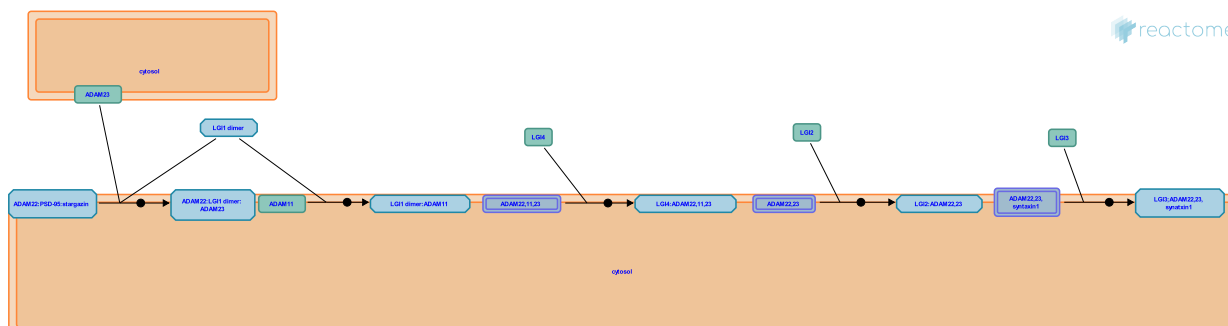 reactome
cytosol
ADAM23
LGI1 dimer
LGI4
LGI2
LGI3
ADAM22:PSD-95:stargazin
ADAM22:LGI1 dimer:
ADAM23
ADAM11
LGI1 dimer:ADAM11
ADAM22,11,23
LGI4:ADAM22,11,23
ADAM22,23
LGI2:ADAM22,23
ADAM22,23,
syntaxin1
LGI3:ADAM22,23,
synatxin1
cytosol